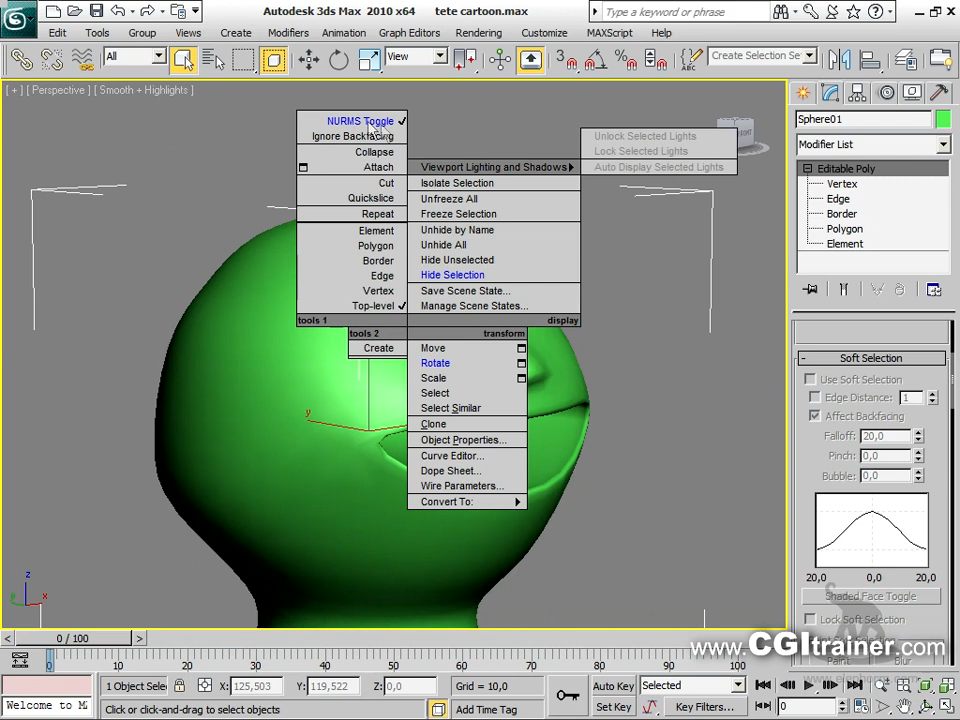 Autodesk 3ds Max 2010 x64    tete cartoon.max
Type a keyword or phrase
Edit Tools Group Views Create Modifiers Animation Graph Editors Rendering Customize MAXScript Help
All
View
3
Create Selection Se
[ + ] [ Perspective ] [ Smooth + Highlights ]
NURMS Toggle
Ignore Backfacing
Collapse
Attach
Cut
Quickslice
Repeat
Element
Polygon
Border
Edge
Vertex
Top-level
tools 1
Viewport Lighting and Shadows
Isolate Selection
Unfreeze All
Freeze Selection
Unhide by Name
Unhide All
Hide Unselected
Hide Selection
Save Scene State...
Manage Scene States...
display
Unlock Selected Lights
Lock Selected Lights
Auto Display Selected Lights
tools 2
Create
transform
Move
Rotate
Scale
Select
Select Similar
Clone
Object Properties...
Curve Editor...
Dope Sheet...
Wire Parameters...
Convert To:
y
z
x
Sphere01
Modifier List
Editable Poly
Vertex
Edge
Border
Polygon
Element
Soft Selection
Use Soft Selection
Edge Distance: 1
Affect Backfacing
Falloff: 20,0
Pinch: 0,0
Bubble: 0,0
20,0 0,0 20,0
Shaded Face Toggle
Lock Soft Selection
Paint Blur
www.CGItrainer.com
0 / 100
0 10 20 30 40 50 60 70 80 90 100
1 Object Sele X: 125,503 Y: 119,522 Z: 0,0 Grid = 10,0 Auto Key Selected
Welcome to M Click or click-and-drag to select objects Add Time Tag Set Key Key Filters... 0